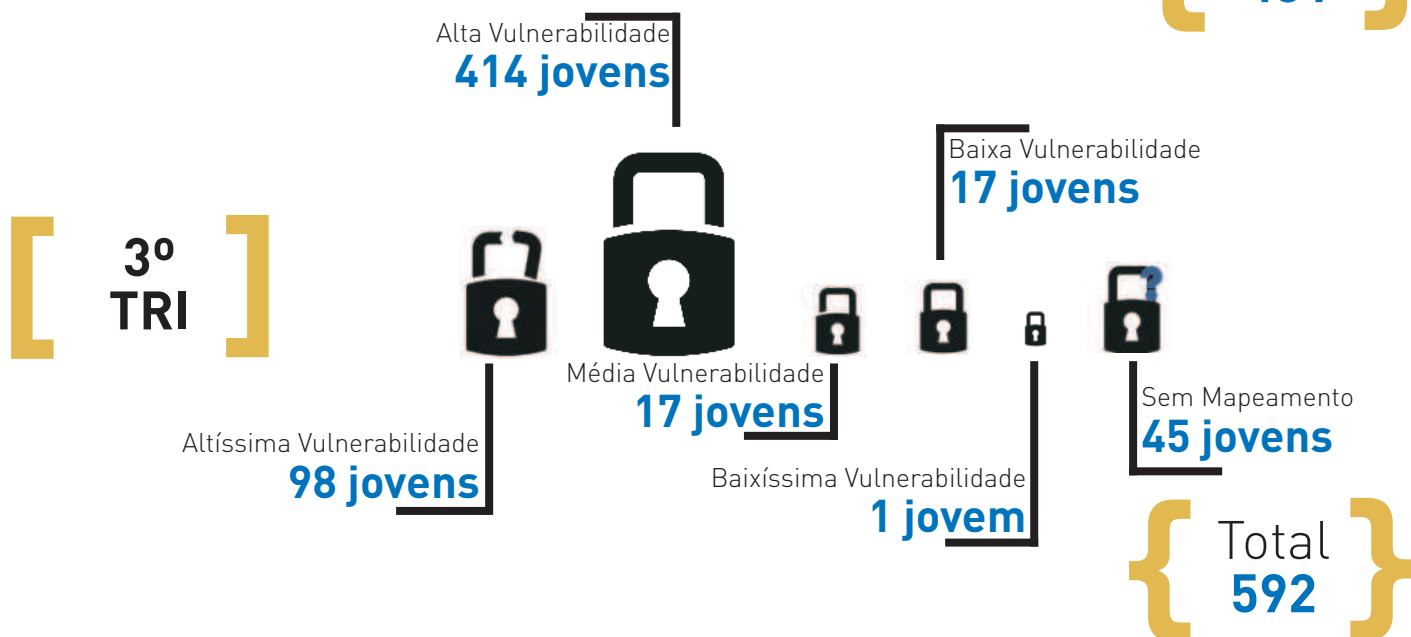 Alta Vulnerabilidade
414 jovens
Baixa Vulnerabilidade
17 jovens
3º
TRI
Média Vulnerabilidade
17 jovens
Sem Mapeamento
45 jovens
Altíssima Vulnerabilidade
98 jovens
Baixíssima Vulnerabilidade
1 jovem
Total
592